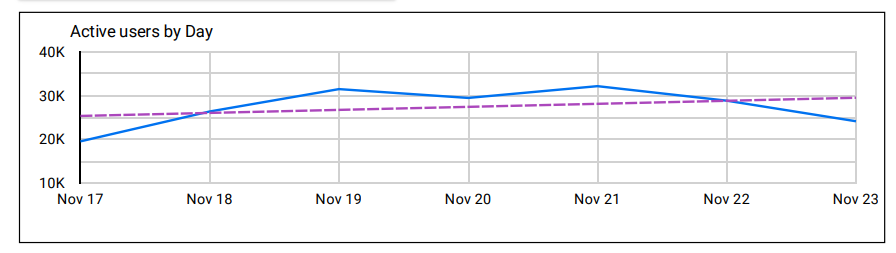 Active users by Day
40K
30K
20K
10K
Nov 17 Nov 18 Nov 19 Nov 20 Nov 21 Nov 22 Nov 23